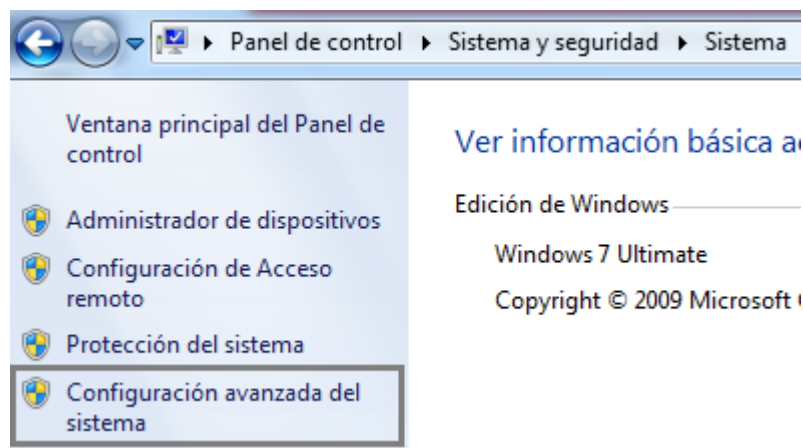 Panel de control Sistema y seguridad Sistema
Ventana principal del Panel de
control
Administrador de dispositivos
Configuración de Acceso
remoto
Protección del sistema
Configuración avanzada del
sistema
Ver información básica
Edición de Windows
Windows 7 Ultimate
Copyright © 2009 Microsoft